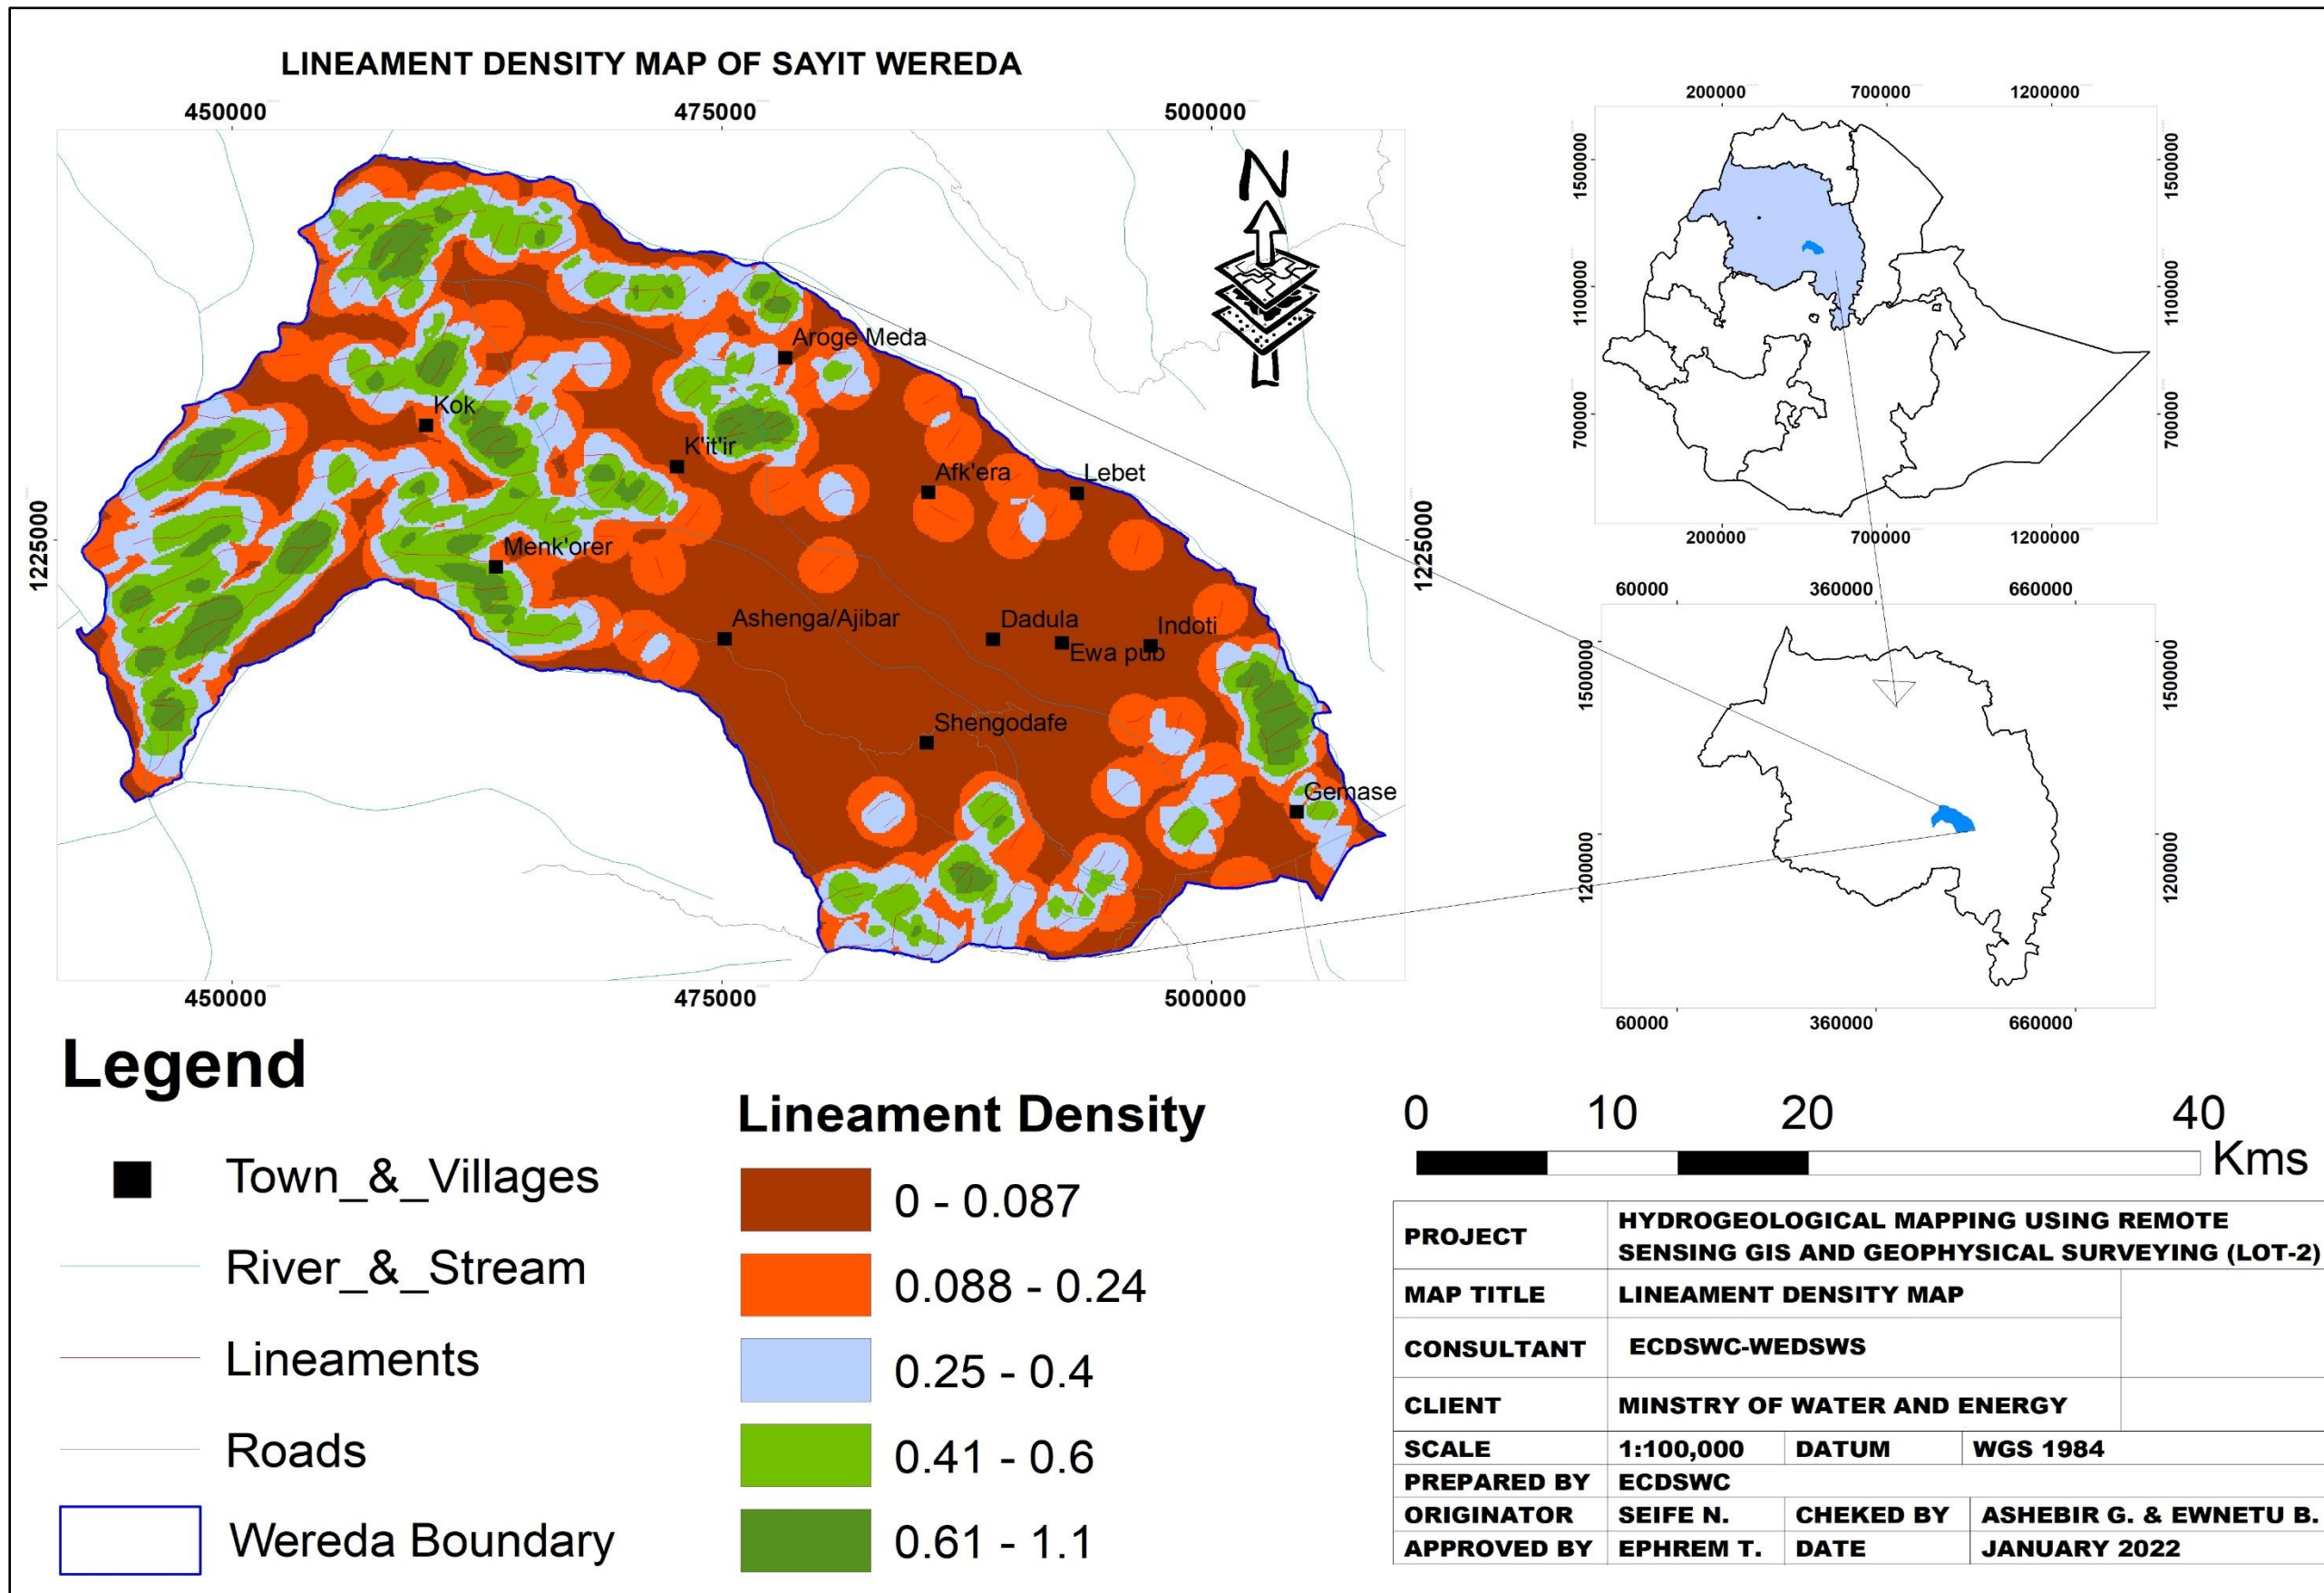 LINEAMENT DENSITY MAP OF SAYIT WEREDA
450000 475000 500000
1225000
1225000
N
Aroge Meda
Kok
K'it'ir
Afk'era
Lebet
Menk'orer
Ashenga/Ajibar
Dadula
Indoti
Ewa pub
Shengodafe
Gemase
450000 475000 500000
200000 700000 1200000
1500000
1100000
700000
1500000
1100000
700000
200000 700000 1200000
60000 360000 660000
1500000
1200000
1500000
1200000
60000 360000 660000
Legend
Town_&_Villages
River_&_Stream
Lineaments
Roads
Wereda Boundary
Lineament Density
0 - 0.087
0.088 - 0.24
0.25 - 0.4
0.41 - 0.6
0.61 - 1.1
0 10 20 40
Kms
PROJECT HYDROGEOLOGICAL MAPPING USING REMOTE
SENSING GIS AND GEOPHYSICAL SURVEYING (LOT-2)
MAP TITLE LINEAMENT DENSITY MAP
CONSULTANT ECDSWC-WEDSWS
CLIENT MINSTRY OF WATER AND ENERGY
SCALE 1:100,000 DATUM WGS 1984
PREPARED BY ECDSWC
ORIGINATOR SEIFE N. CHEKED BY ASHEBIR G. & EWNETU B.
APPROVED BY EPHREM T. DATE JANUARY 2022